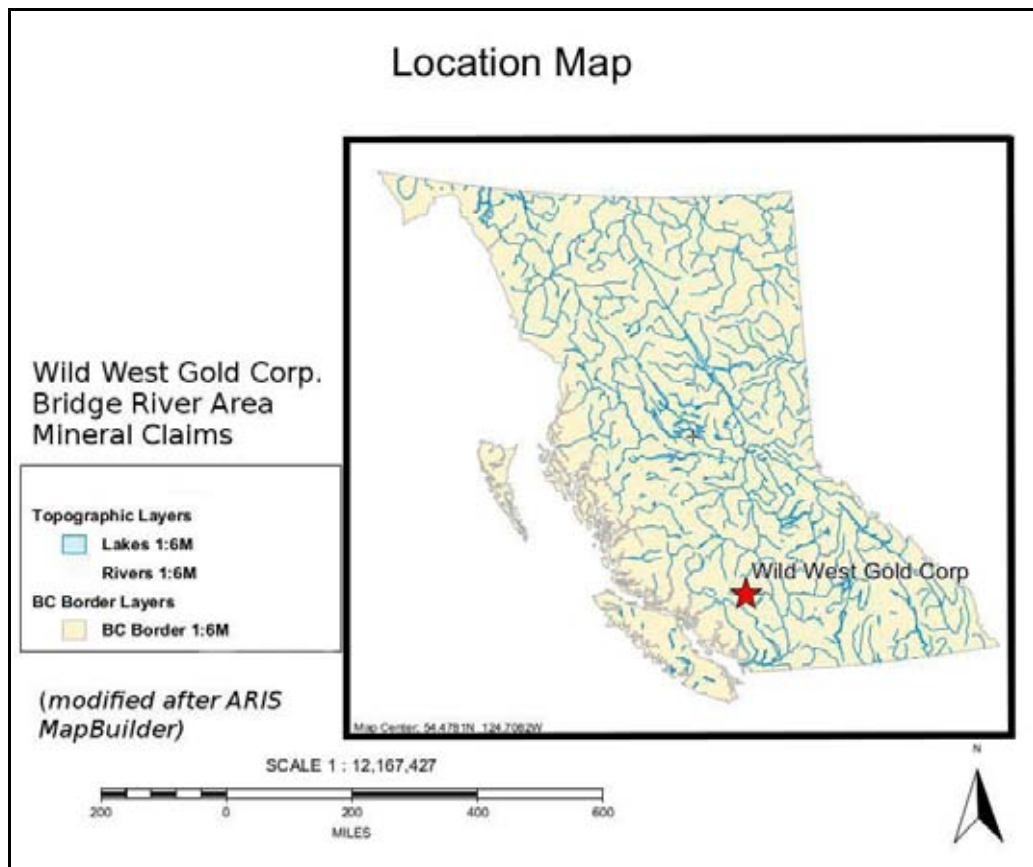 Location Map
Wild West Gold Corp.
Bridge River Area
Mineral Claims
Topographic Layers
Lakes 1:6M
Rivers 1:6M
BC Border Layers
BC Border 1:6M
(modified after ARIS
MapBuilder)
Wild West Gold Corp
Map Center: 54.4781N 124.7082W
SCALE 1 : 12,167,427
200 0 200 400 600
MILES
N